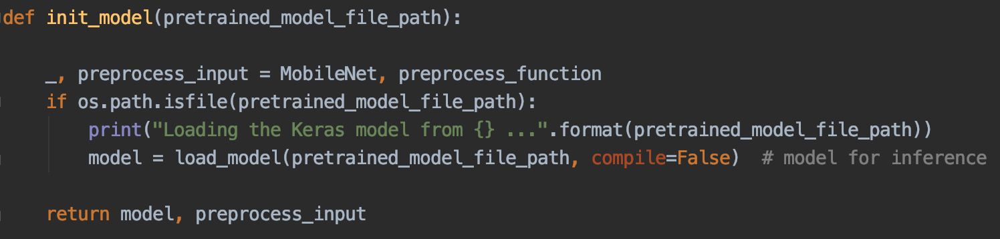 def init_model(pretrained_model_file_path):
    _, preprocess_input = MobileNet, preprocess_function
    if os.path.isfile(pretrained_model_file_path):
        print("Loading the Keras model from {} ...".format(pretrained_model_file_path))
        model = load_model(pretrained_model_file_path, compile=False)  # model for inference
    return model, preprocess_input